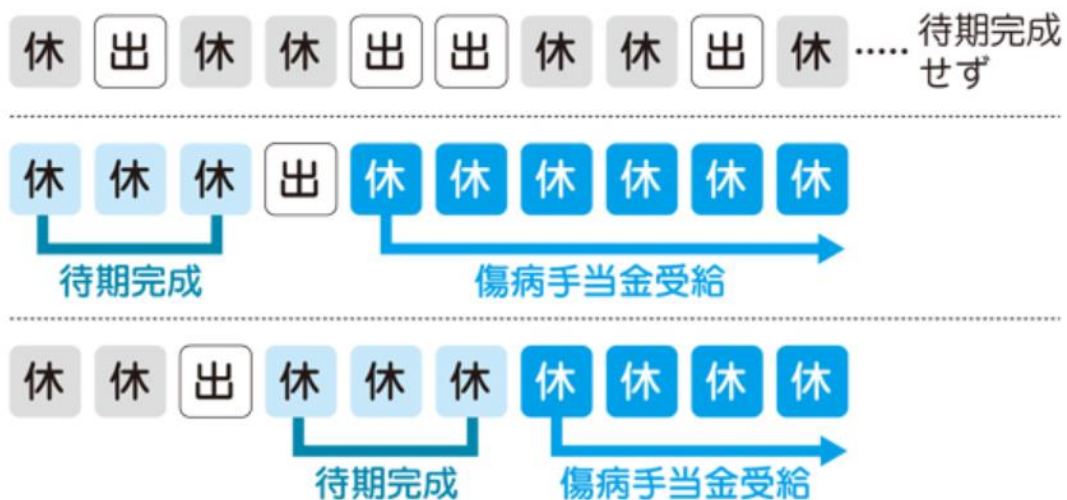 休 出 休 休 出 出 休 休 出 休 ····· 待期完成
せず
休 休 休 出 休 休 休 休 休 休
待期完成 傷病手当金受給
休 休 出 休 休 休 休 休 休 休
待期完成 傷病手当金受給